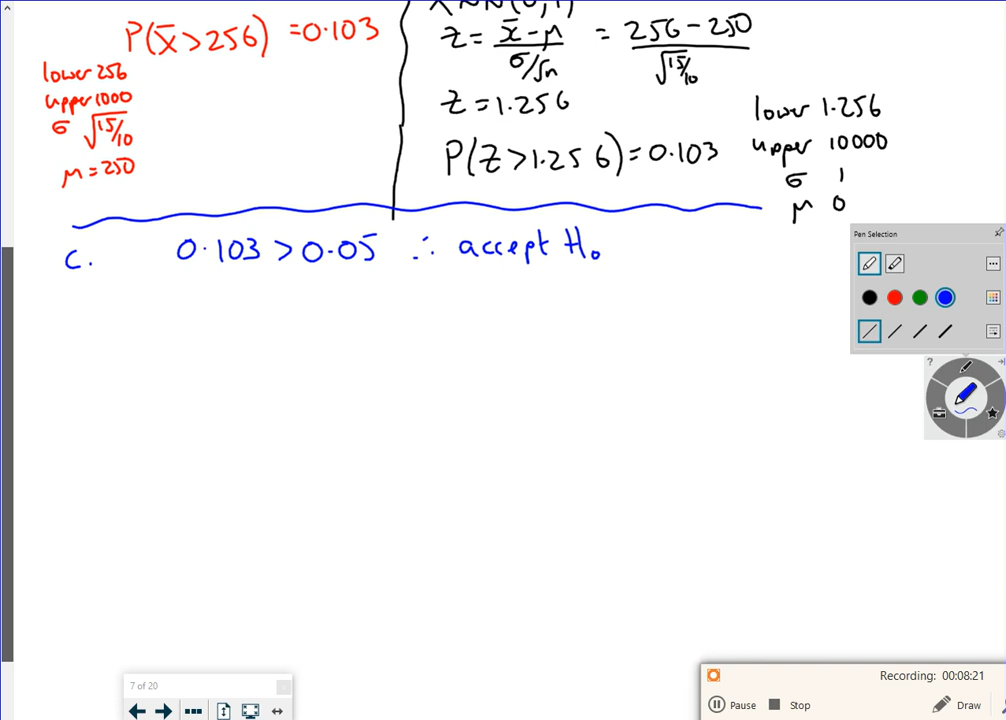 X~N(0,1)
P(x̄>256) = 0.103
lower 256
upper 1000
σ √15/10
μ = 250
z = x̄-μ / σ/√n = 256-250 / √15/10
z = 1.256
P(Z>1.256) = 0.103
lower 1.256
upper 10000
σ 1
μ 0
c. 0.103 > 0.05 ∴ accept H₀
Pen Selection
?
7 of 20
Recording: 00:08:21
Pause Stop Draw